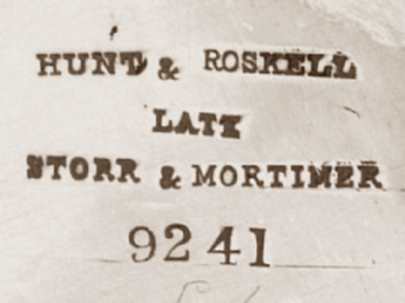 HUNT & ROSKELL
LATE
STORR & MORTIMER
9241